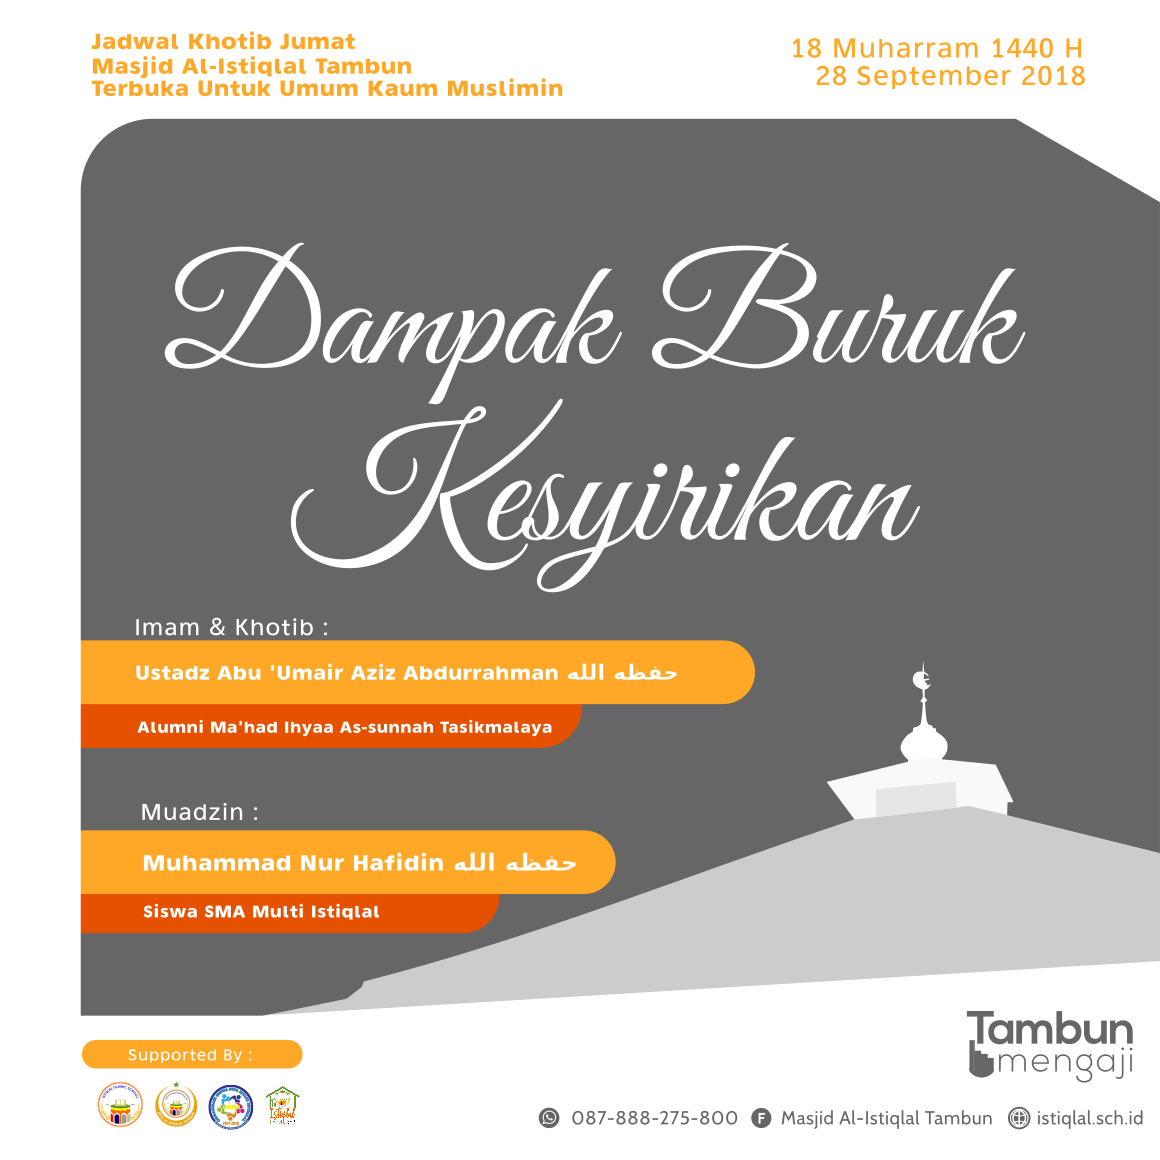 Jadwal Khotib Jumat
Masjid Al-Istiqlal Tambun
Terbuka Untuk Umum Kaum Muslimin
18 Muharram 1440 H
28 September 2018
Dampak Buruk
Kesyirikan
Imam & Khotib :
Ustadz Abu 'Umair Aziz Abdurrahman حفظه الله
Alumni Ma'had Ihyaa As-sunnah Tasikmalaya
Muadzin :
Muhammad Nur Hafidin حفظه الله
Siswa SMA Multi Istiqlal
Tambun
mengaji
Supported By :
Istiqlal
087-888-275-800
Masjid Al-Istiqlal Tambun
istiqlal.sch.id